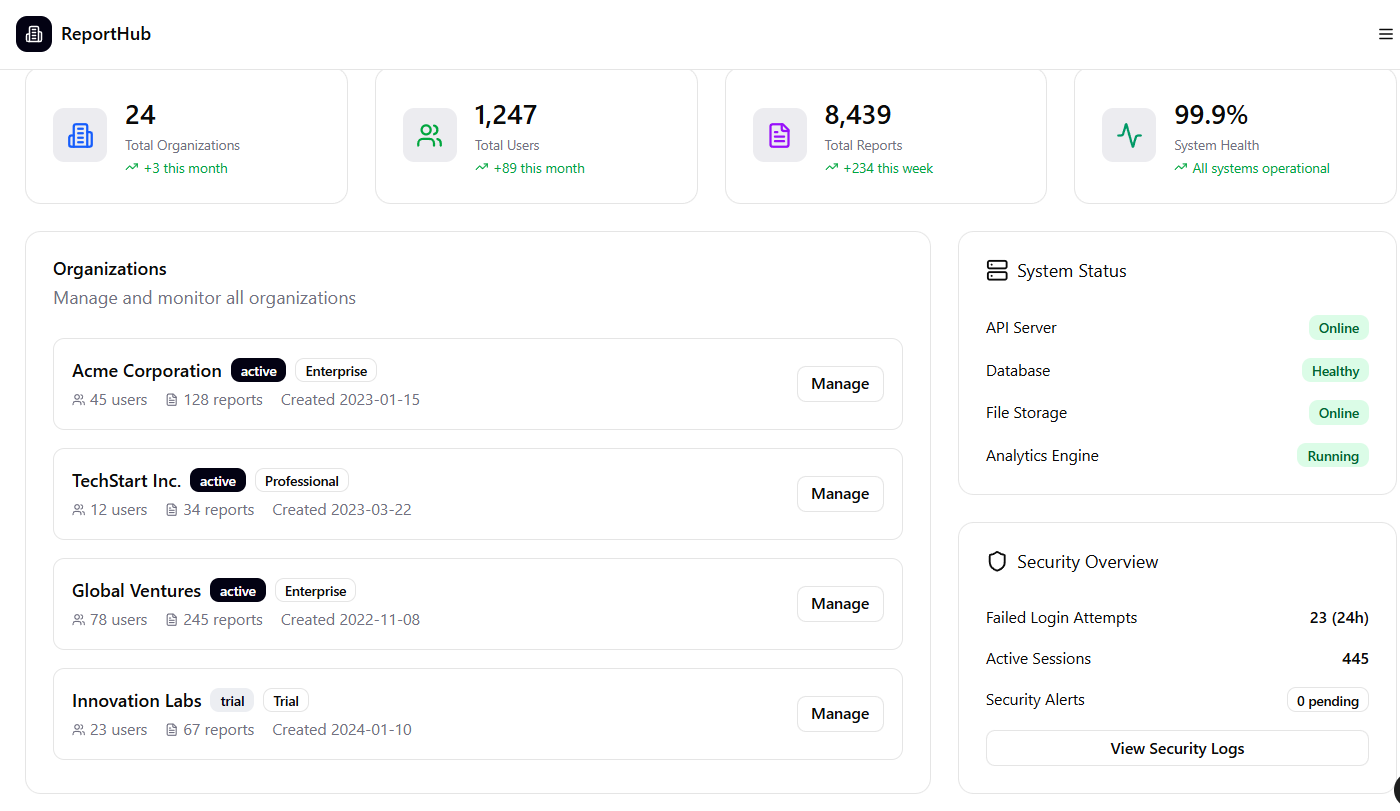 ReportHub
24
Total Organizations
+3 this month
1,247
Total Users
+89 this month
8,439
Total Reports
+234 this week
99.9%
System Health
All systems operational
Organizations
Manage and monitor all organizations
Acme Corporation active Enterprise
45 users 128 reports Created 2023-01-15
Manage
TechStart Inc. active Professional
12 users 34 reports Created 2023-03-22
Manage
Global Ventures active Enterprise
78 users 245 reports Created 2022-11-08
Manage
Innovation Labs trial Trial
23 users 67 reports Created 2024-01-10
Manage
System Status
API Server Online
Database Healthy
File Storage Online
Analytics Engine Running
Security Overview
Failed Login Attempts 23 (24h)
Active Sessions 445
Security Alerts 0 pending
View Security Logs